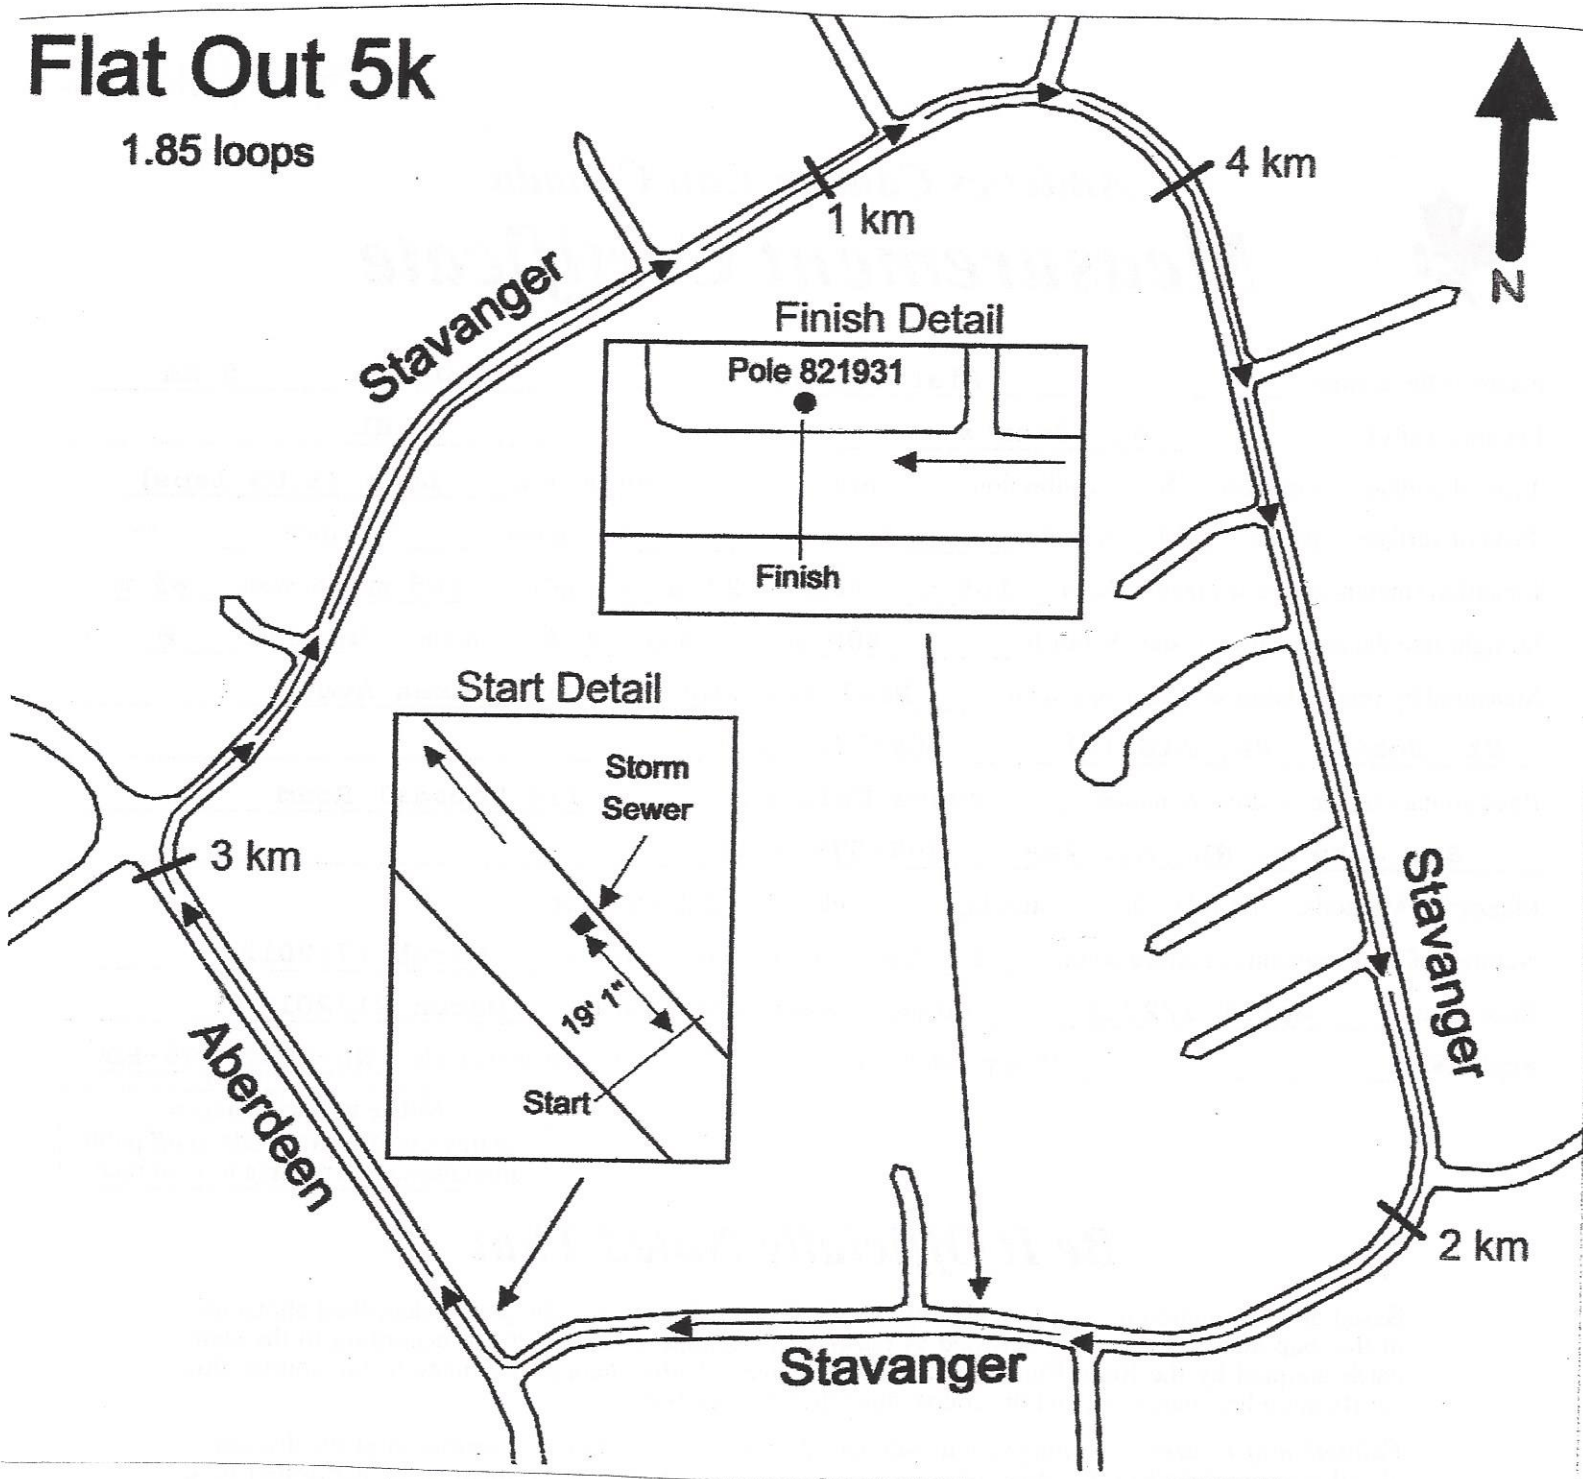 Flat Out 5k
1.85 loops
4 km
1 km
N
Stavanger
Finish Detail
Pole 821931
Finish
Start Detail
Storm
Sewer
19' 1"
Start
3 km
Stavanger
Aberdeen
2 km
Stavanger